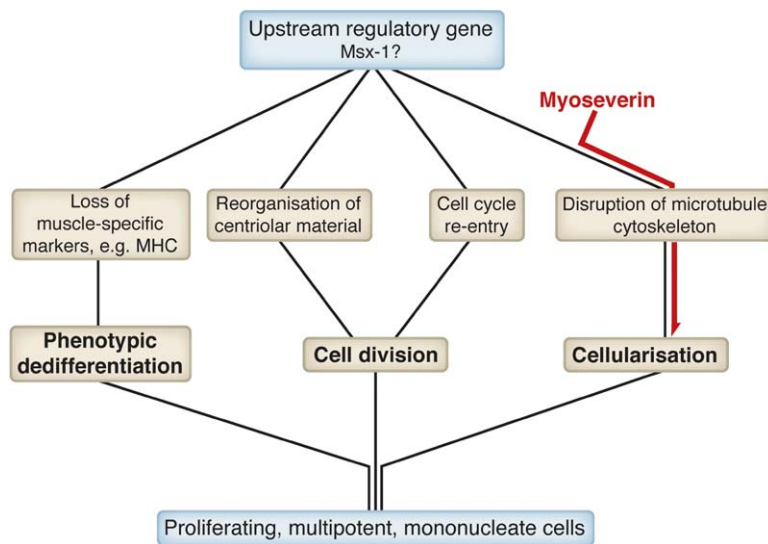 Upstream regulatory gene
Msx-1?
Myoseverin
Loss of
muscle-specific
markers, e.g. MHC
Reorganisation of
centriolar material
Cell cycle
re-entry
Disruption of microtubule
cytoskeleton
Phenotypic
dedifferentiation
Cell division
Cellularisation
Proliferating, multipotent, mononucleate cells